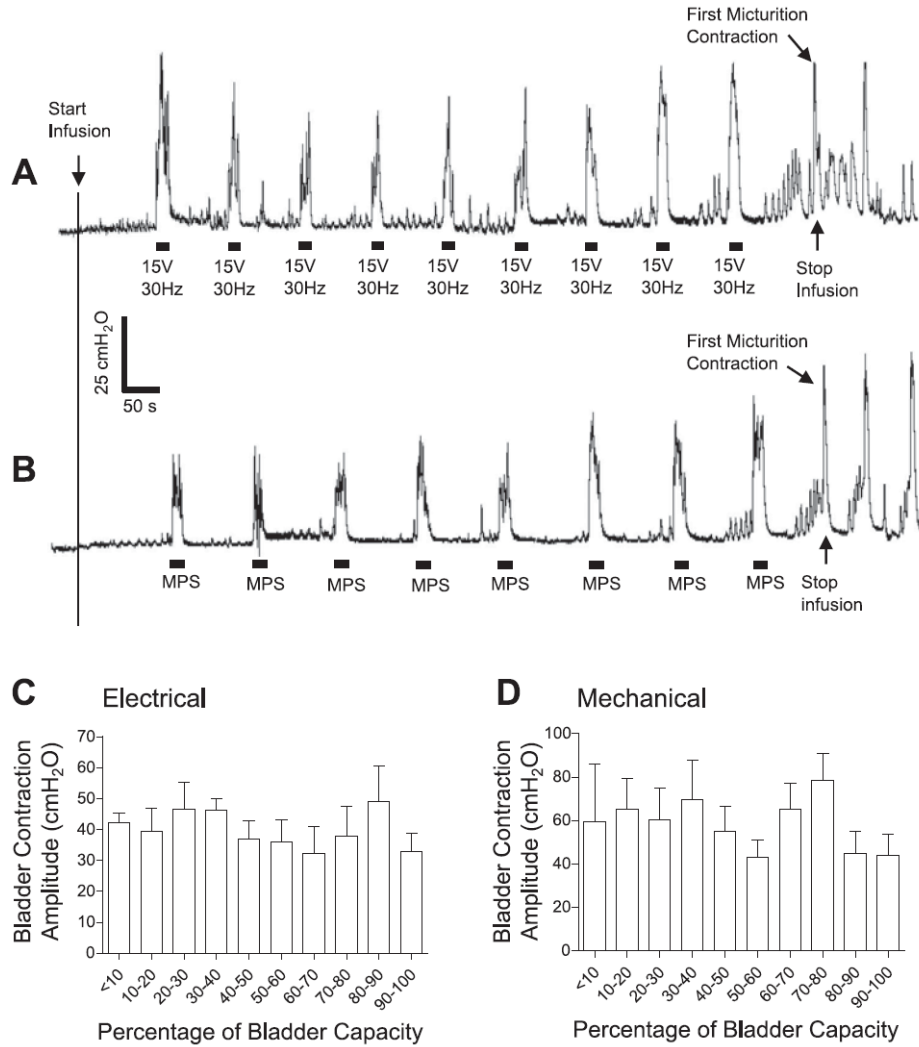 First Micturition
Contraction
Start
Infusion
A
15V 15V 15V 15V 15V 15V 15V 15V 15V
30Hz 30Hz 30Hz 30Hz 30Hz 30Hz 30Hz 30Hz 30Hz
Stop
Infusion
25 cmH₂O
50 s
First Micturition
Contraction
B
MPS MPS MPS MPS MPS MPS MPS MPS
Stop
infusion
C Electrical
Bladder Contraction
Amplitude (cmH₂O)
70
60
50
40
30
20
10
0
<10 10-20 20-30 30-40 40-50 50-60 60-70 70-80 80-90 90-100
Percentage of Bladder Capacity
D Mechanical
Bladder Contraction
Amplitude (cmH₂O)
100
80
60
40
20
0
<10 10-20 20-30 30-40 40-50 50-60 60-70 70-80 80-90 90-100
Percentage of Bladder Capacity